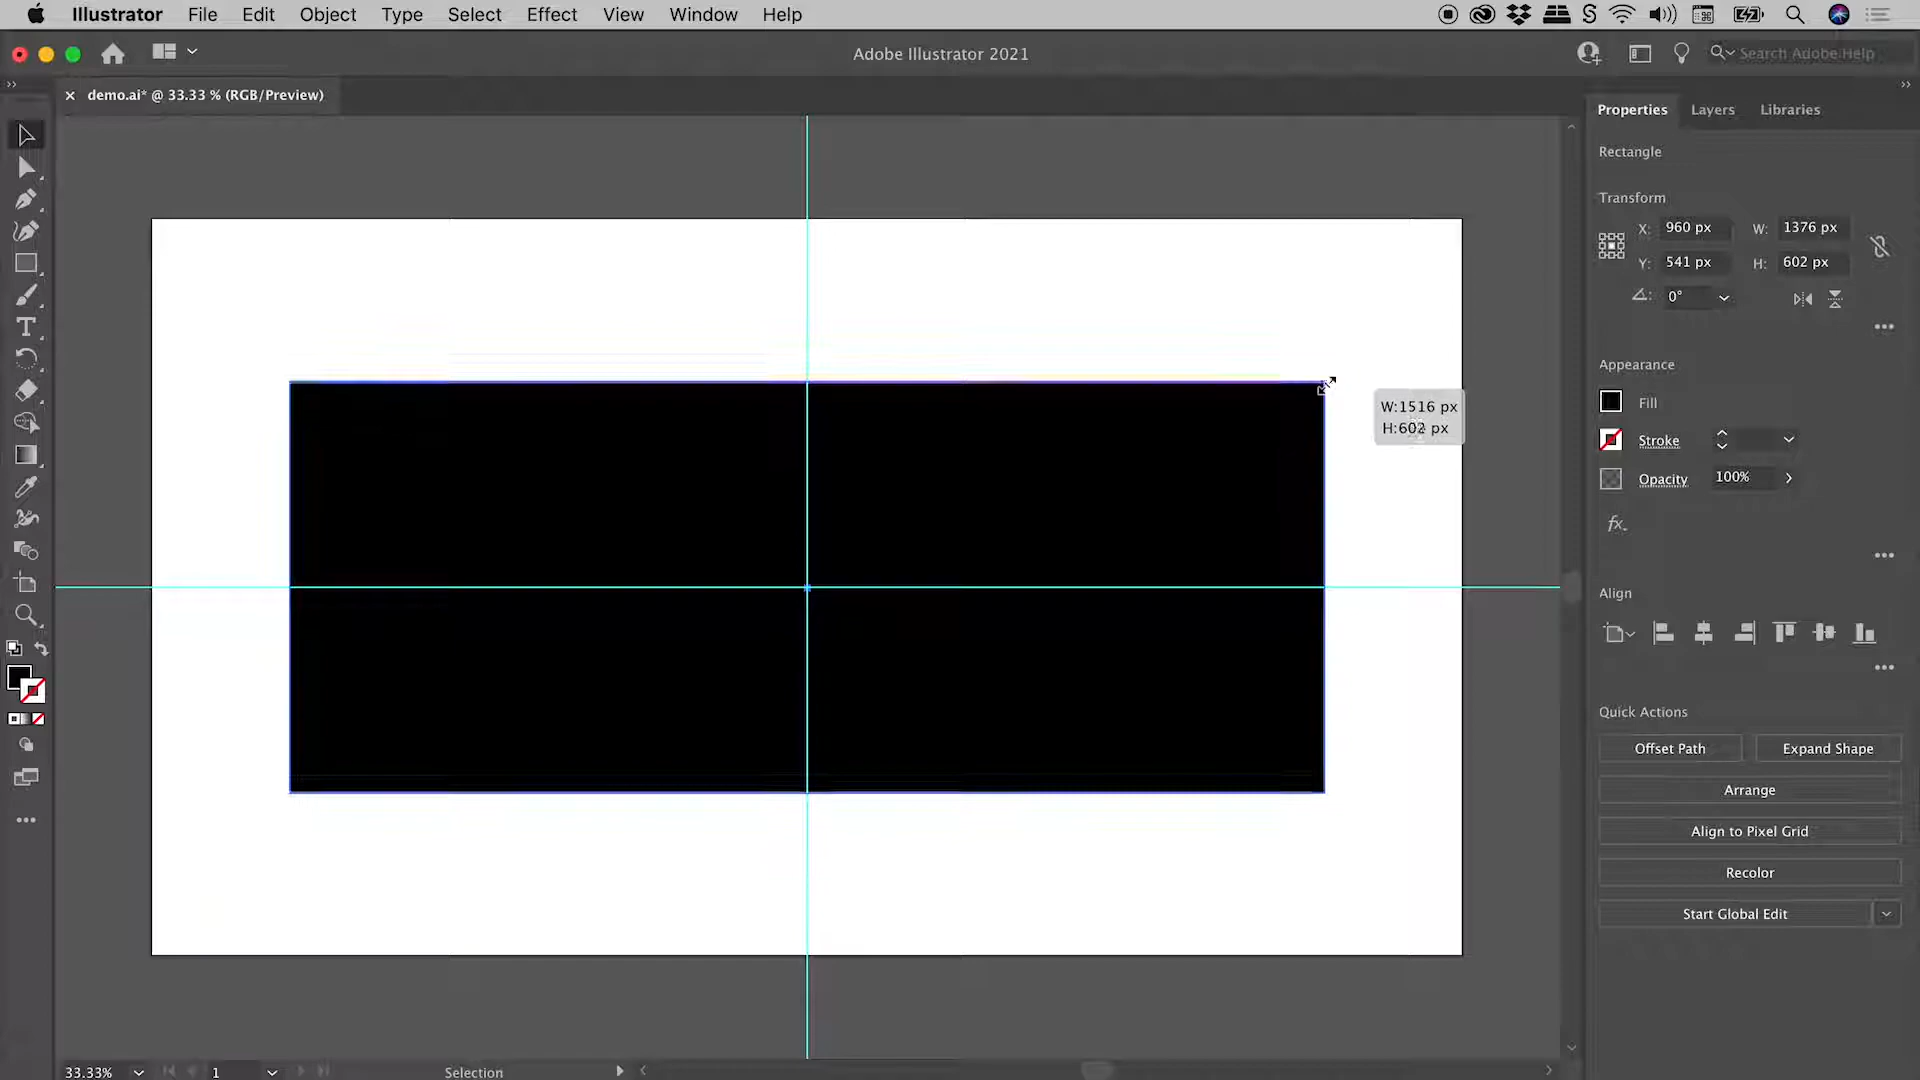 Illustrator File Edit Object Type Select Effect View Window Help
Adobe Illustrator 2021
Search Adobe Help
demo.ai* @ 33.33 % (RGB/Preview)
Properties Layers Libraries
Rectangle
Transform
X: 960 px W: 1376 px
Y: 541 px H: 602 px
0°
Appearance
Fill
W:1516 px
H:602 px
Stroke
Opacity 100%
fx.
Align
Quick Actions
Offset Path Expand Shape
Arrange
Align to Pixel Grid
Recolor
Start Global Edit
33.33% 1 Selection